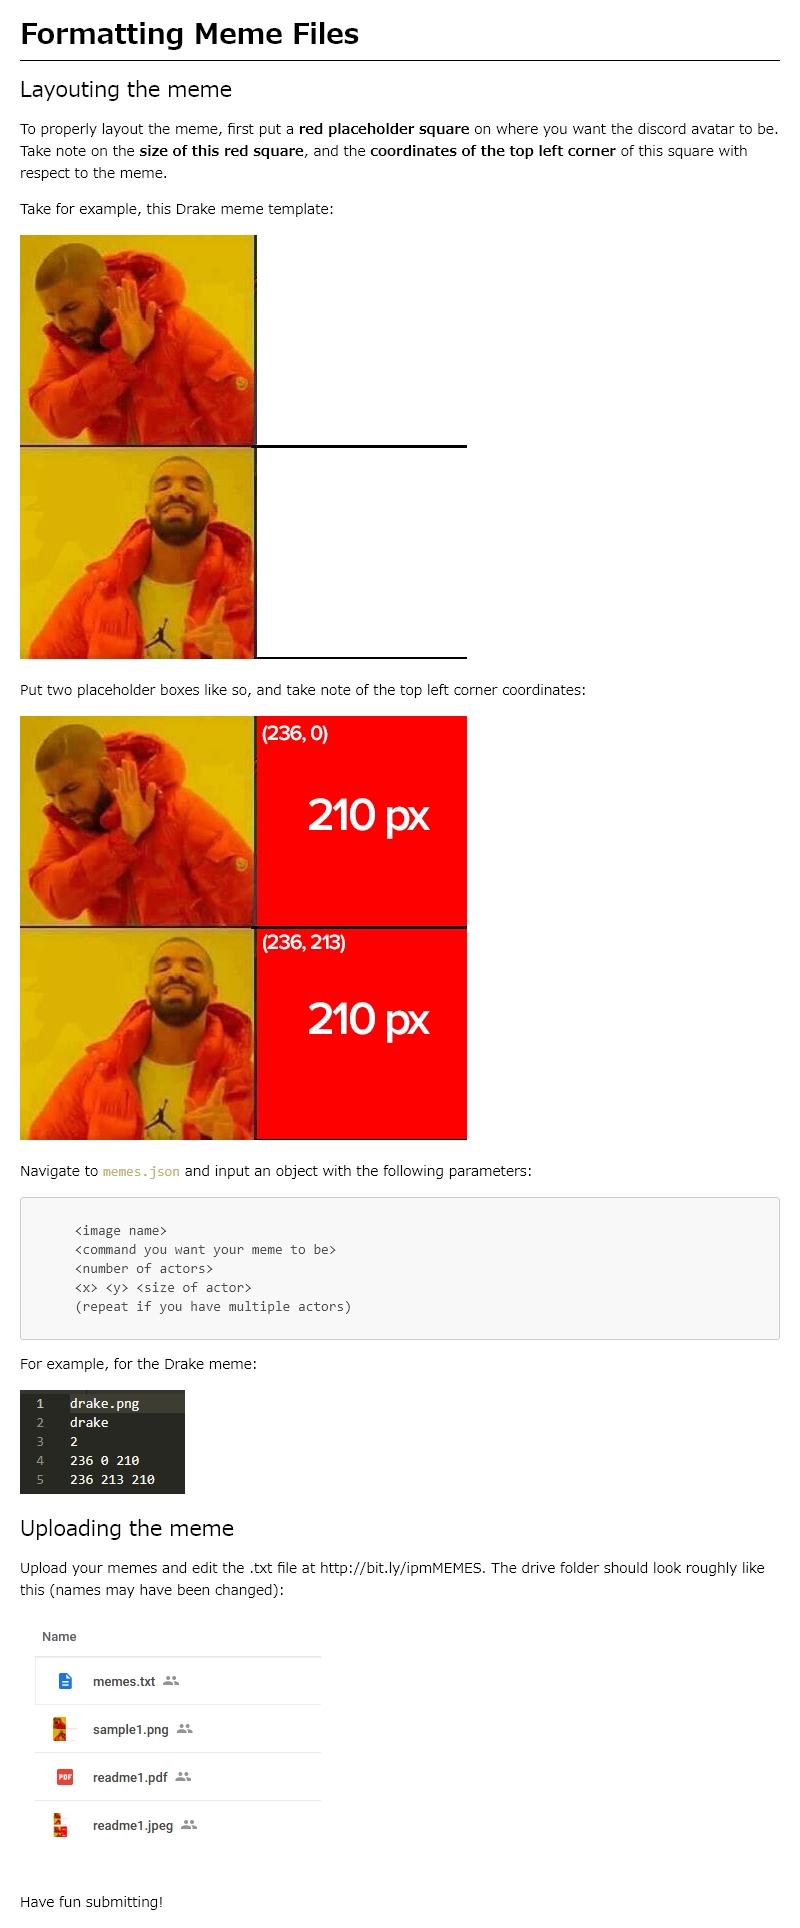 Formatting Meme Files
Layouting the meme
To properly layout the meme, first put a red placeholder square on where you want the discord avatar to be.
Take note on the size of this red square, and the coordinates of the top left corner of this square with
respect to the meme.
Take for example, this Drake meme template:
Put two placeholder boxes like so, and take note of the top left corner coordinates:
(236, 0)
210 px
(236, 213)
210 px
Navigate to memes.json and input an object with the following parameters:
<image name>
<command you want your meme to be>
<number of actors>
<x> <y> <size of actor>
(repeat if you have multiple actors)
For example, for the Drake meme:
1 drake.png
2 drake
3 2
4 236 0 210
5 236 213 210
Uploading the meme
Upload your memes and edit the .txt file at http://bit.ly/ipmMEMES. The drive folder should look roughly like
this (names may have been changed):
Name
memes.txt
sample1.png
PDF readme1.pdf
readme1.jpeg
Have fun submitting!